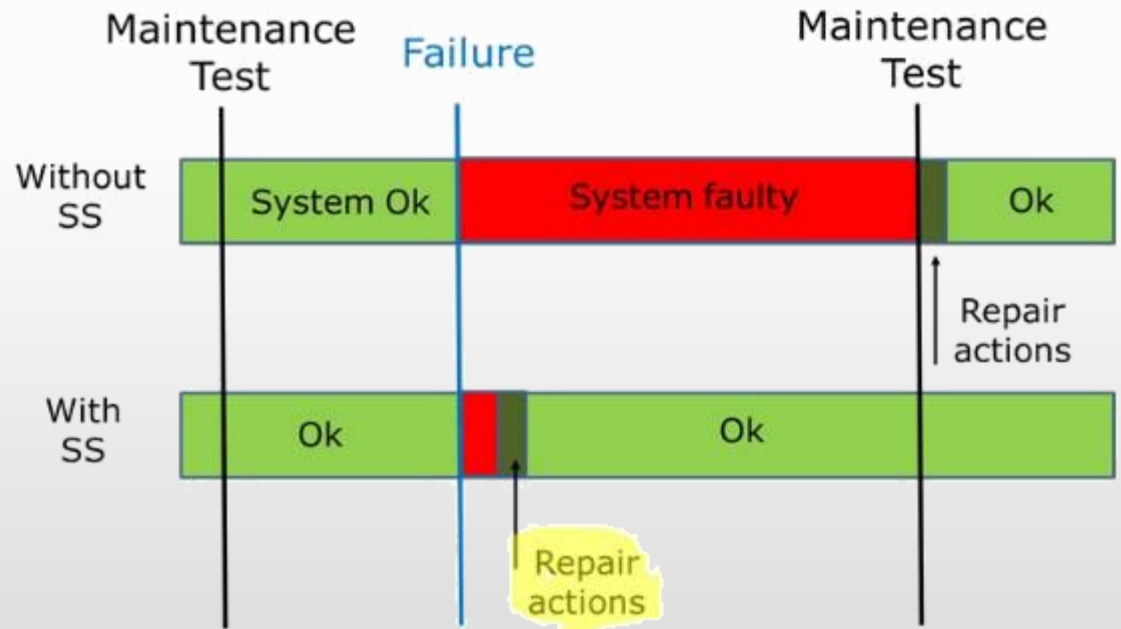 Maintenance
Test
Failure
Maintenance
Test
Without
SS
System Ok
System faulty
Ok
Repair
actions
With
SS
Ok
Ok
Repair
actions